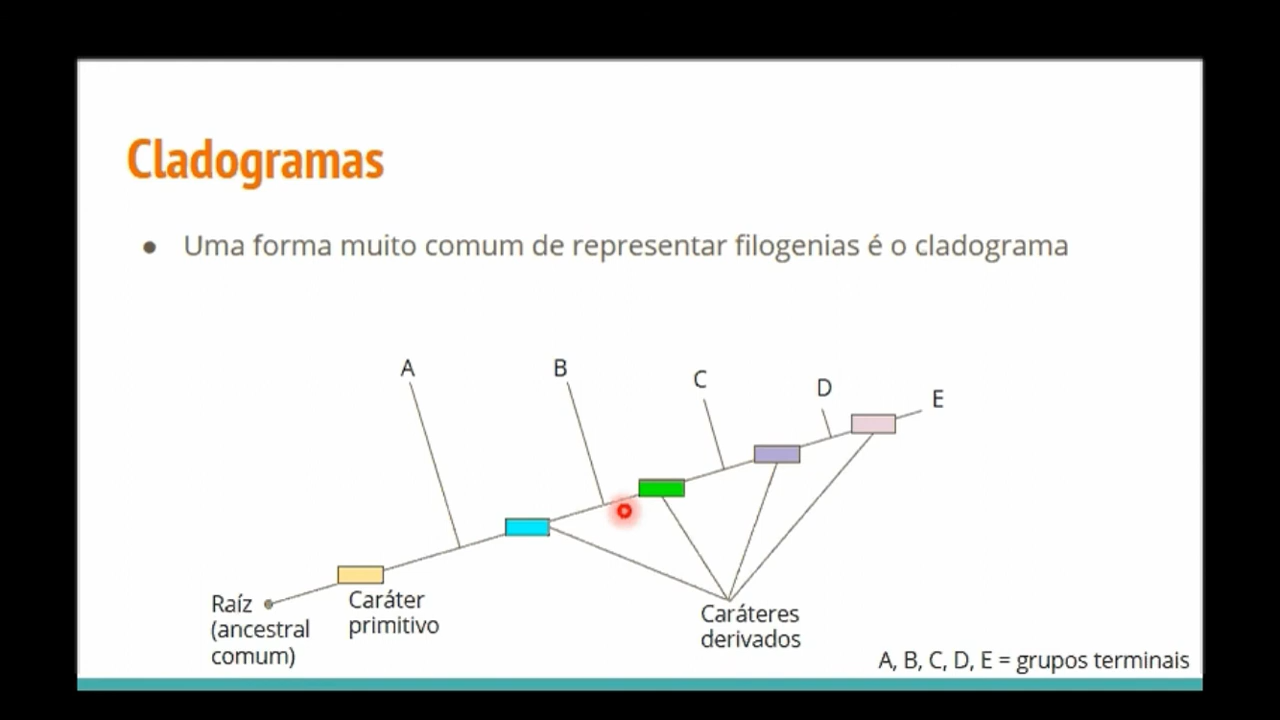 Cladogramas
● Uma forma muito comum de representar filogenias é o cladograma
A
B
C
D
E
Raíz
(ancestral
comum)
Caráter
primitivo
Caráteres
derivados
A, B, C, D, E = grupos terminais